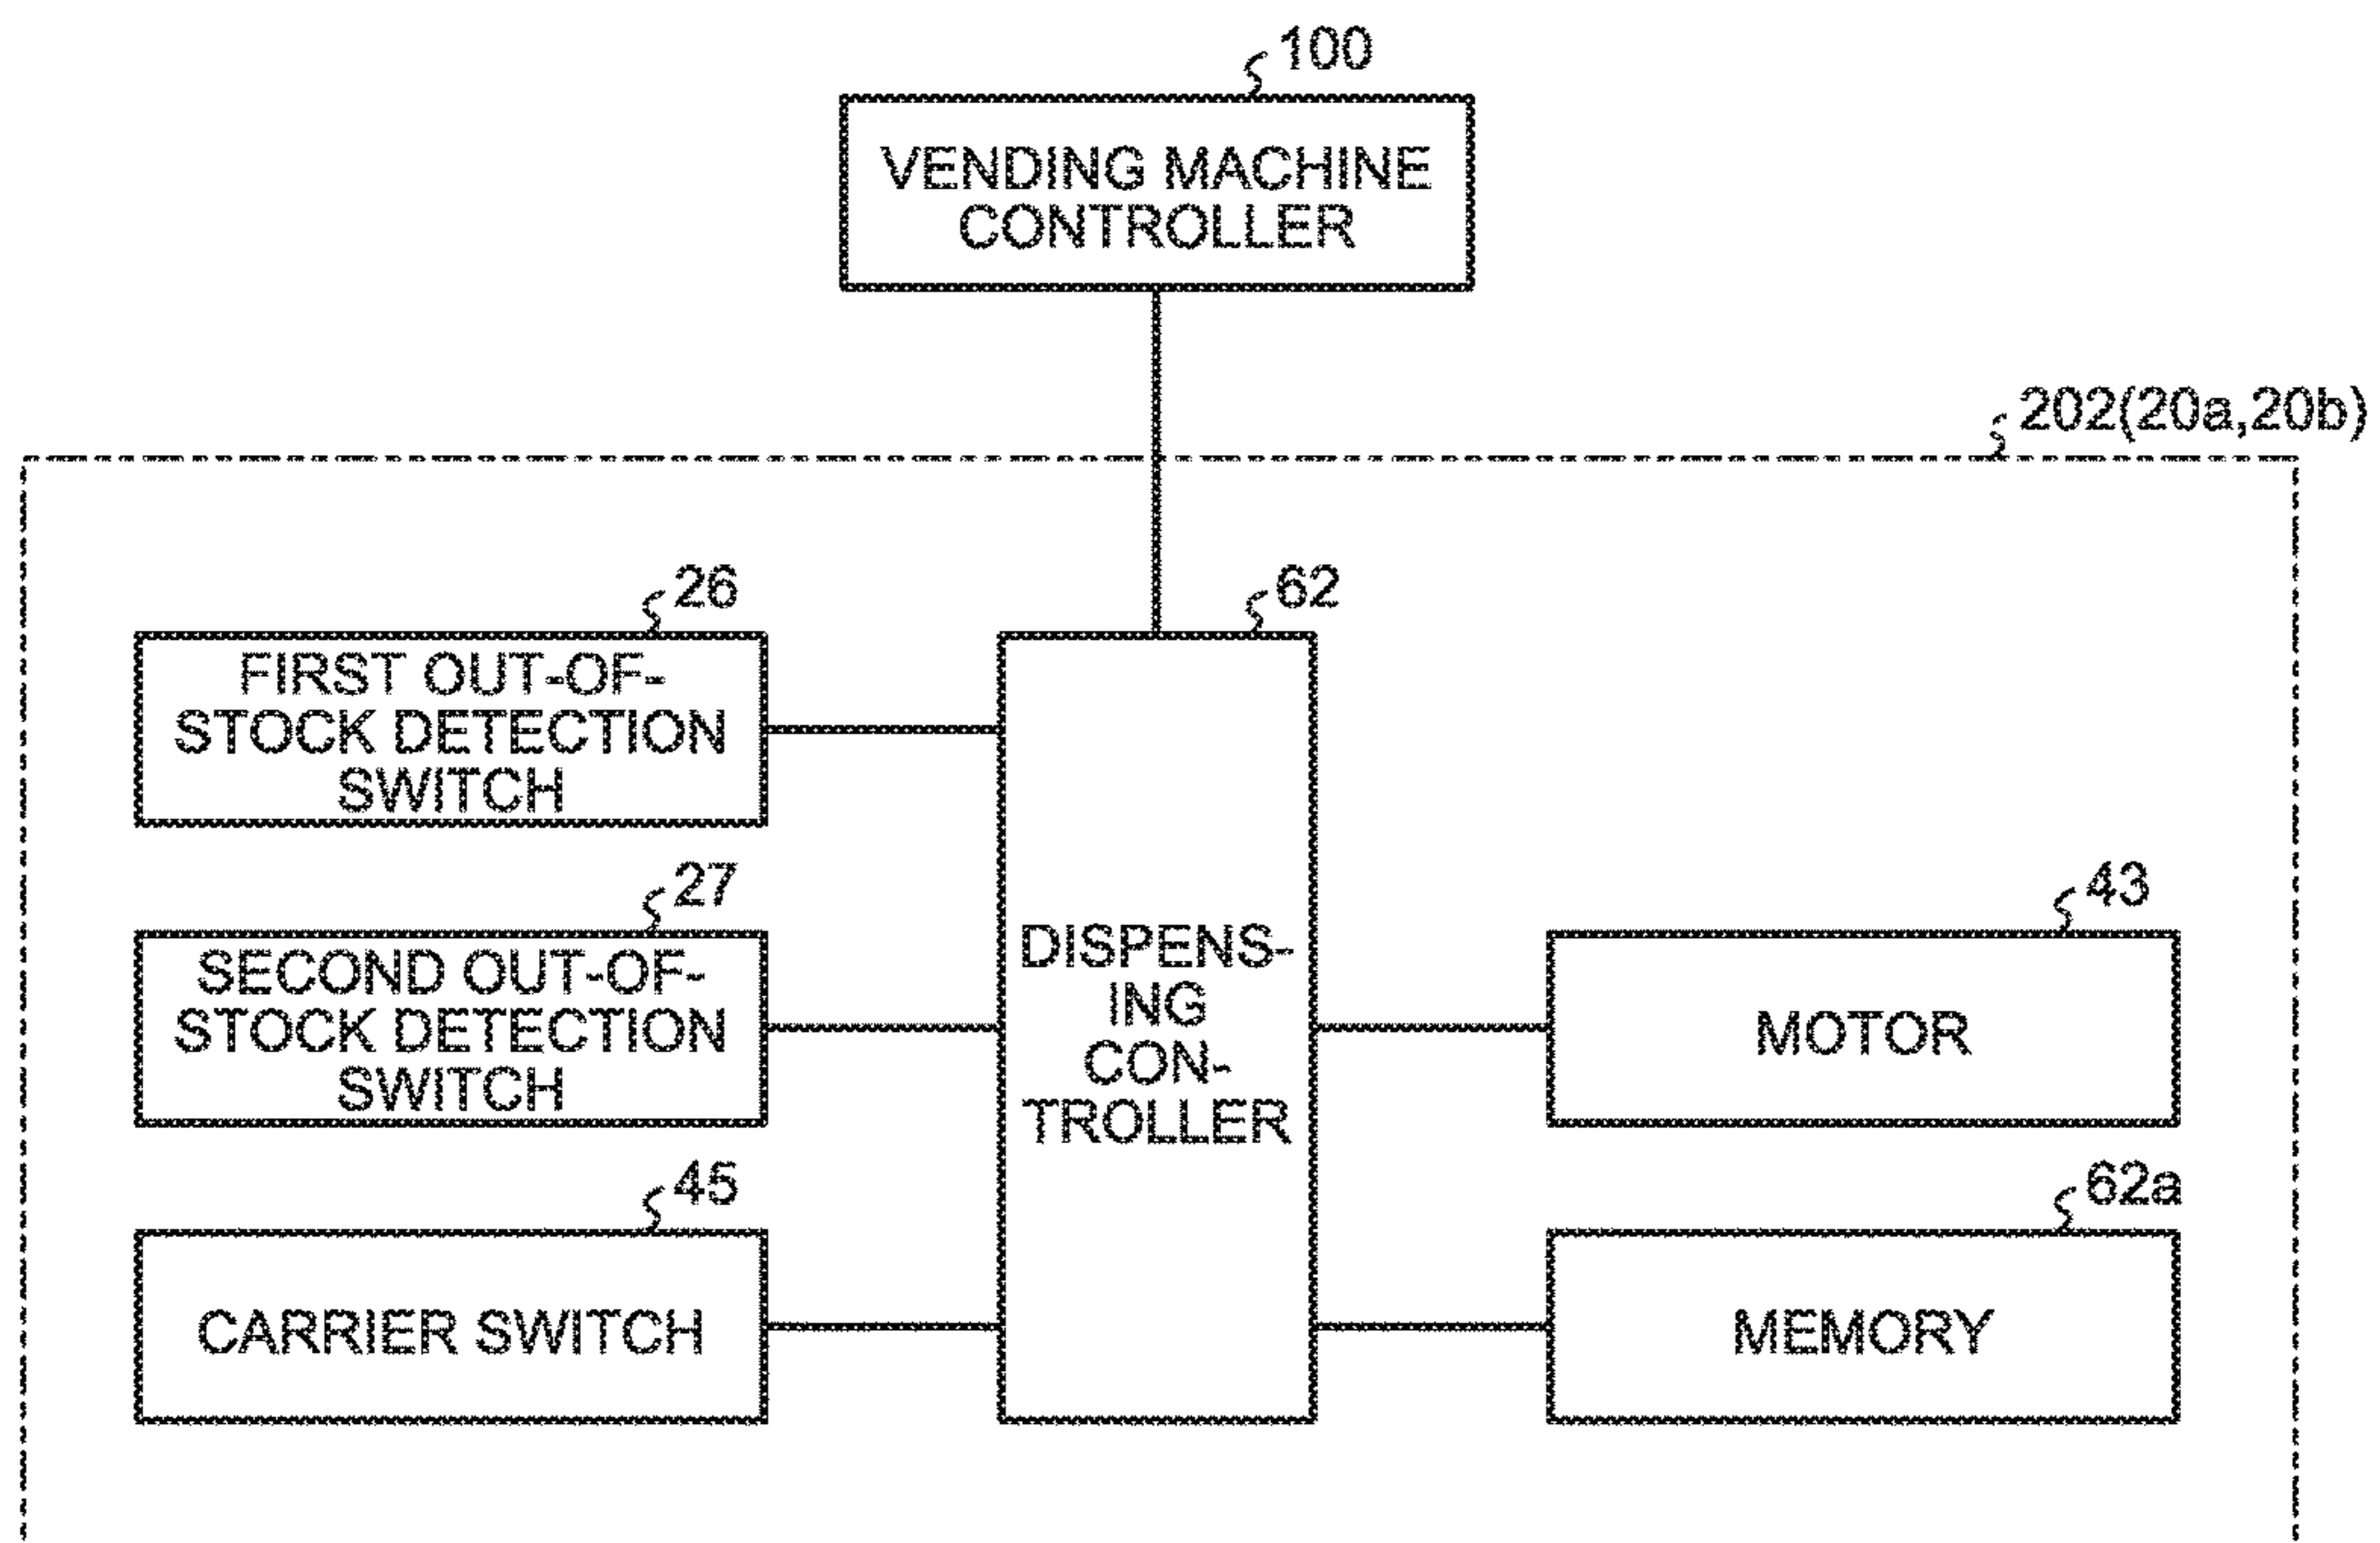 100
VENDING MACHINE
CONTROLLER
202(20a,20b)
26
FIRST OUT-OF-
STOCK DETECTION
SWITCH
62
DISPENS-
ING
CON-
TROLLER
27
SECOND OUT-OF-
STOCK DETECTION
SWITCH
43
MOTOR
45
CARRIER SWITCH
62a
MEMORY